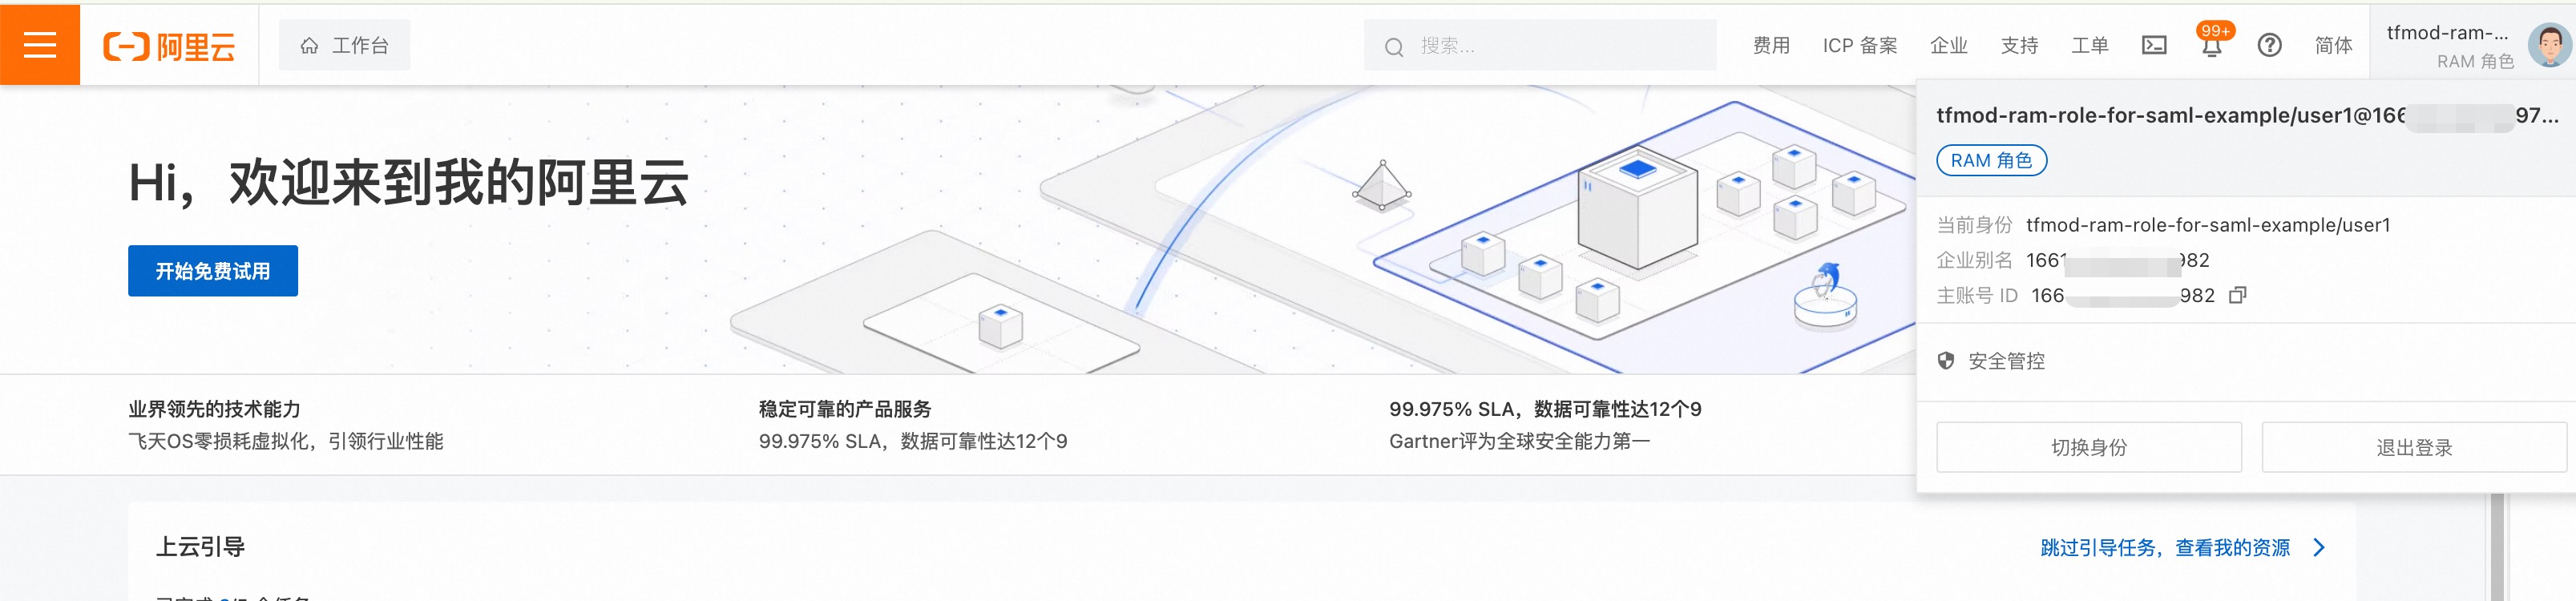 阿里云
工作台
搜索...
费用
ICP 备案
企业
支持
工单
99+
简体
tfmod-ram-...
RAM 角色
tfmod-ram-role-for-saml-example/user1@166 97...
RAM 角色
当前身份 tfmod-ram-role-for-saml-example/user1
企业别名 1661 982
主账号 ID 166 982
安全管控
切换身份
退出登录
Hi，欢迎来到我的阿里云
开始免费试用
业界领先的技术能力
飞天OS零损耗虚拟化，引领行业性能
稳定可靠的产品服务
99.975% SLA，数据可靠性达12个9
99.975% SLA，数据可靠性达12个9
Gartner评为全球安全能力第一
上云引导
跳过引导任务，查看我的资源